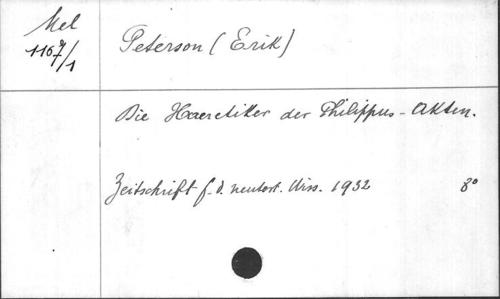 Mel
1167/1
Peterson (Erik)
Die Haeretiker der Philippus-Akten.
Zeitschrift f. d. neutest. Wiss. 1932 8°